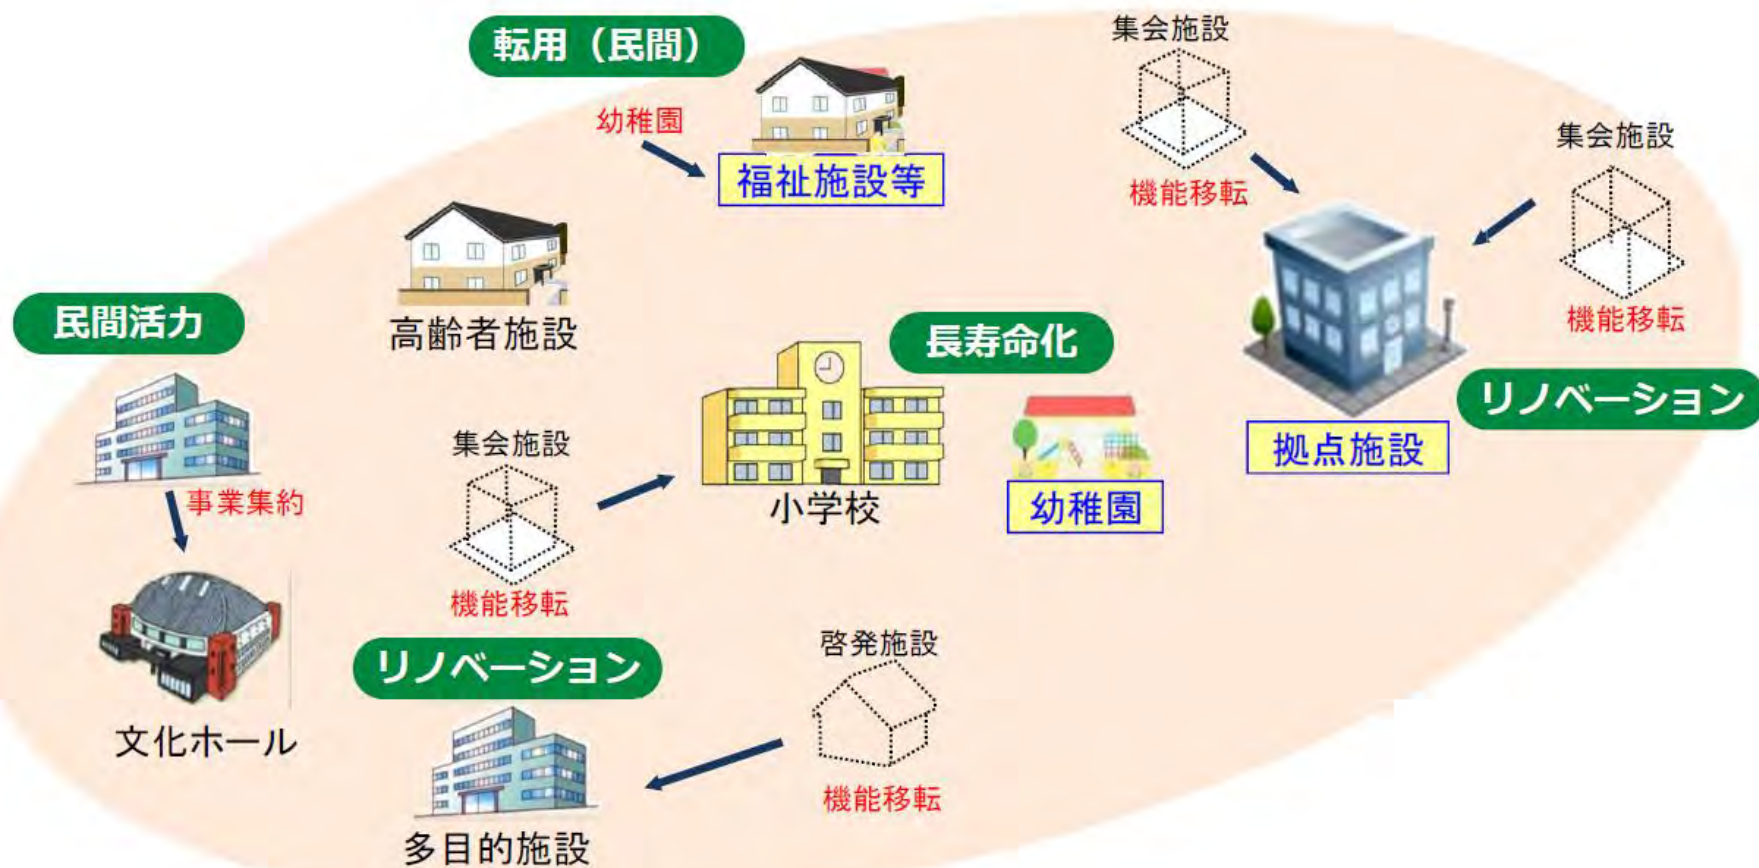 転用（民間）
幼稚園
福祉施設等
集会施設
機能移転
集会施設
機能移転
高齢者施設
民間活力
事業集約
文化ホール
長寿命化
小学校
幼稚園
リノベーション
拠点施設
集会施設
機能移転
リノベーション
多目的施設
啓発施設
機能移転